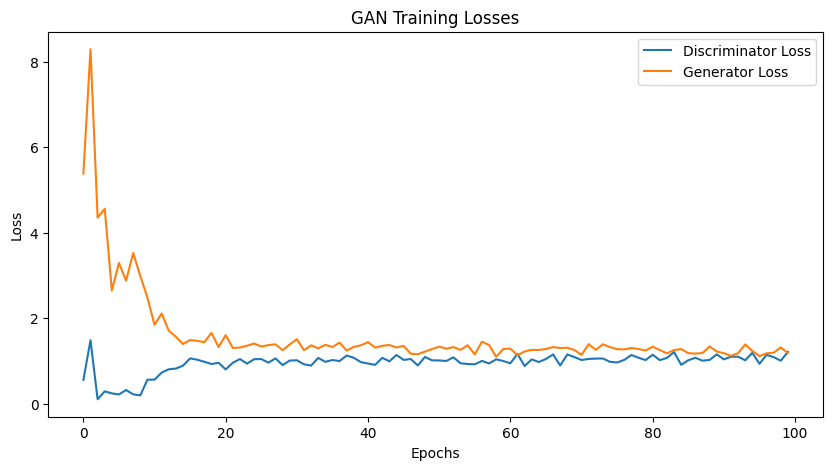 GAN Training Losses
Discriminator Loss
Generator Loss
8
6
4
2
0
Loss
0 20 40 60 80 100
Epochs